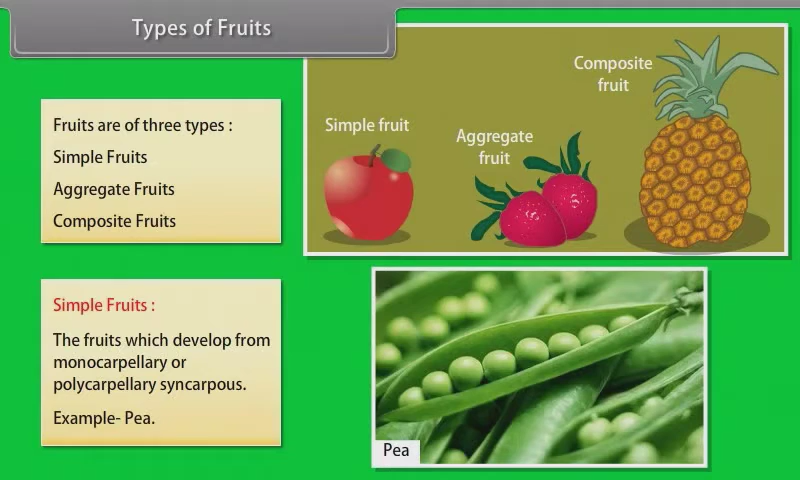 Types of Fruits
Fruits are of three types :
Simple Fruits
Aggregate Fruits
Composite Fruits
Simple fruit
Aggregate
fruit
Composite
fruit
Simple Fruits :
The fruits which develop from
monocarpellary or
polycarpellary syncarpous.
Example- Pea.
Pea